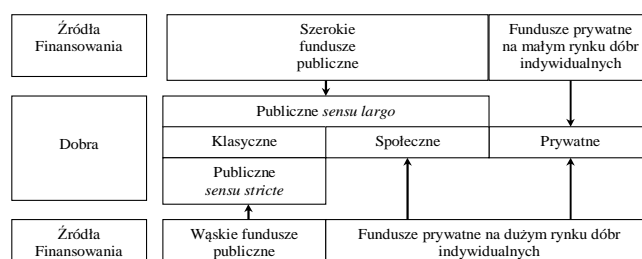 Źródła
Finansowania
Szerokie
fundusze
publiczne
Fundusze prywatne
na małym rynku dóbr
indywidualnych
Dobra
Publiczne sensu largo
Klasyczne
Społeczne
Prywatne
Publiczne
sensu stricte
Źródła
Finansowania
Wąskie fundusze
publiczne
Fundusze prywatne na dużym rynku dóbr
indywidualnych